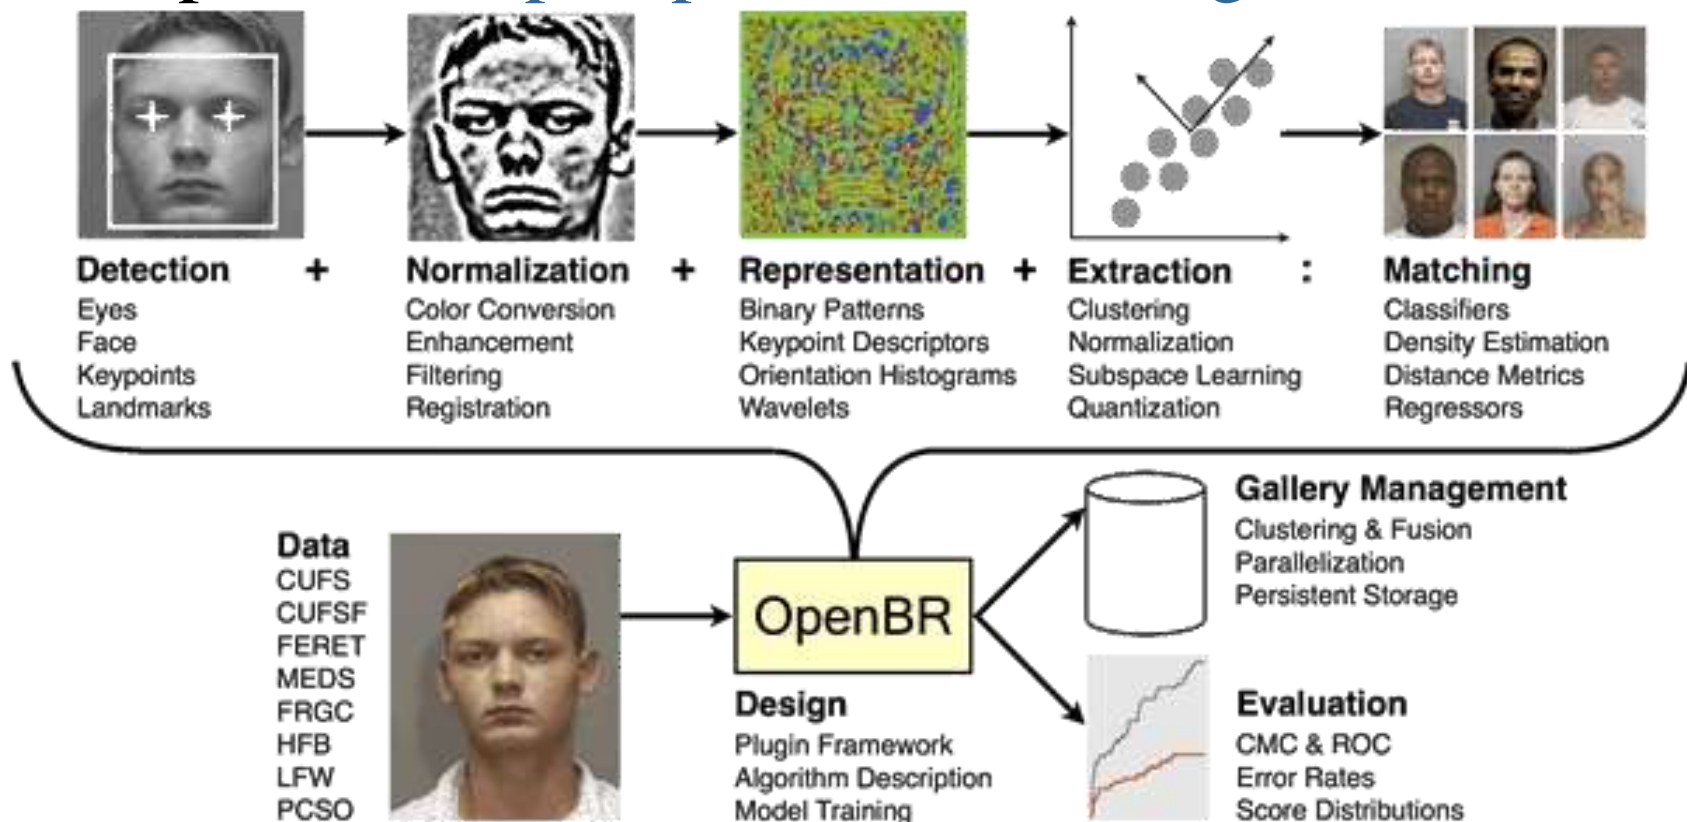 Detection + Normalization + Representation + Extraction : Matching
Eyes
Face
Keypoints
Landmarks
Color Conversion
Enhancement
Filtering
Registration
Binary Patterns
Keypoint Descriptors
Orientation Histograms
Wavelets
Clustering
Normalization
Subspace Learning
Quantization
Classifiers
Density Estimation
Distance Metrics
Regressors
Data
CUFS
CUFSF
FERET
MEDS
FRGC
HFB
LFW
PCSO
OpenBR
Design
Plugin Framework
Algorithm Description
Model Training
Gallery Management
Clustering & Fusion
Parallelization
Persistent Storage
Evaluation
CMC & ROC
Error Rates
Score Distributions